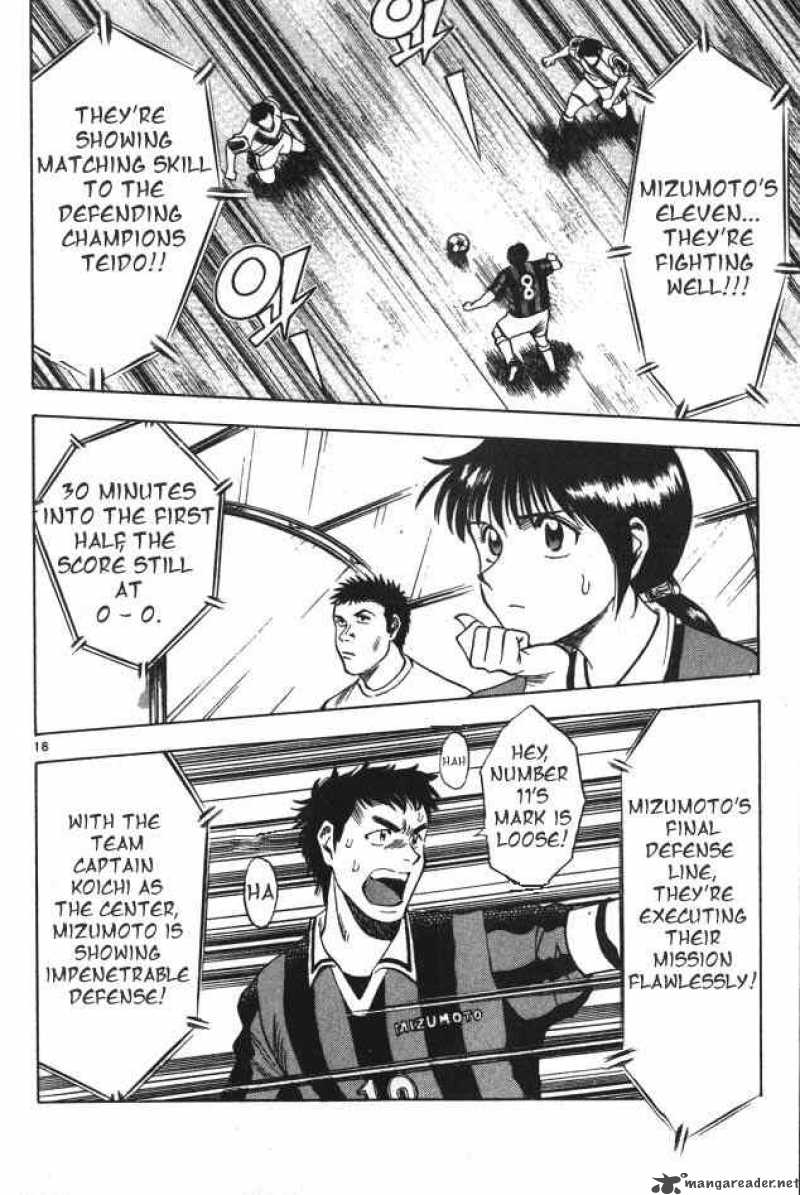 MIZUMOTO'S
ELEVEN...
THEY'RE
FIGHTING
WELL!!!
THEY'RE
SHOWING
MATCHING SKILL
TO THE
DEFENDING
CHAMPIONS
TEIDO!!
와
와
8
30 MINUTES
INTO THE FIRST
HALF, THE
SCORE STILL
AT
0 - 0.
18
MIZUMOTO'S
FINAL
DEFENSE
LINE,
THEY'RE
EXECUTING
THEIR
MISSION
FLAWLESSLY!
HEY,
NUMBER
11'S
MARK IS
LOOSE!
HAH
HA
WITH THE
TEAM
CAPTAIN
KOICHI AS
THE CENTER,
MIZUMOTO IS
SHOWING
IMPENETRABLE
DEFENSE!
MIZUMOTO
mangareader.net